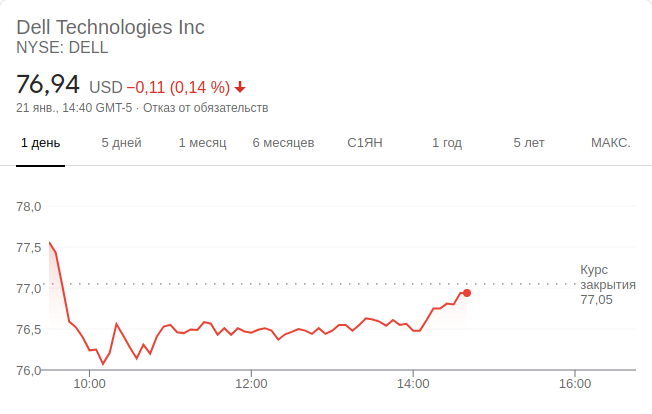 Dell Technologies Inc
NYSE: DELL
76,94 USD −0,11 (0,14 %)
21 янв., 14:40 GMT-5 · Отказ от обязательств
1 день 5 дней 1 месяц 6 месяцев С1ЯН 1 год 5 лет МАКС.
78,0
77,5
Курс
закрытия
77,05
77,0
76,5
76,0
10:00 12:00 14:00 16:00